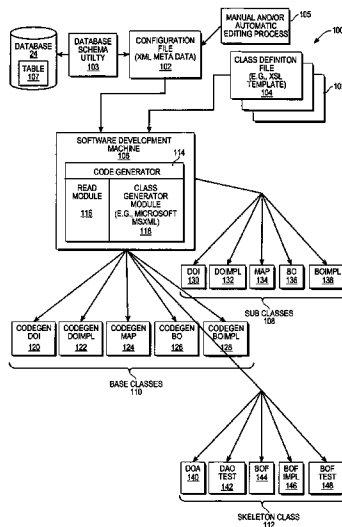 DATABASE
24
TABLE
107
DATABASE
SCHEMA
UTILTY
103
CONFIGURATION
FILE
(XML META DATA)
102
MANUAL AND/OR
AUTOMATIC
EDITING PROCESS
105
100
CLASS DEFINITON
FILE
(E.G., XSL
TEMPLATE)
104
SOFTWARE DEVELOPMENT
MACHINE
106
114
CODE GENERATOR
READ
MODULE
116
CLASS
GENERATOR
MODULE
(E.G., MICROSOFT
MSXML)
118
DOI
130
DOIMPL
132
MAP
134
BO
136
BOIMPL
138
SUB CLASSES
108
CODEGEN
DOI
120
CODEGEN
DOIMPL
122
CODEGEN
MAP
124
CODEGEN
BO
126
CODEGEN
BOIMPL
128
BASE CLASSES
110
DOA
140
DAO
TEST
142
BOF
144
BOF
IMPL
146
BOF
TEST
148
SKELETON CLASS
112